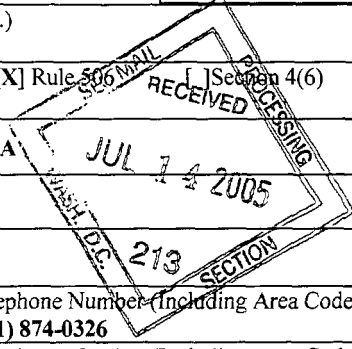 .)
[X] Rule 506 [ ]Section 4(6)
SEC MAIL
RECEIVED
PROCESSING
A
JUL 14 2005
WASH, D.C.
213
SECTION
ephone Number (Including Area Code
1) 874-0326